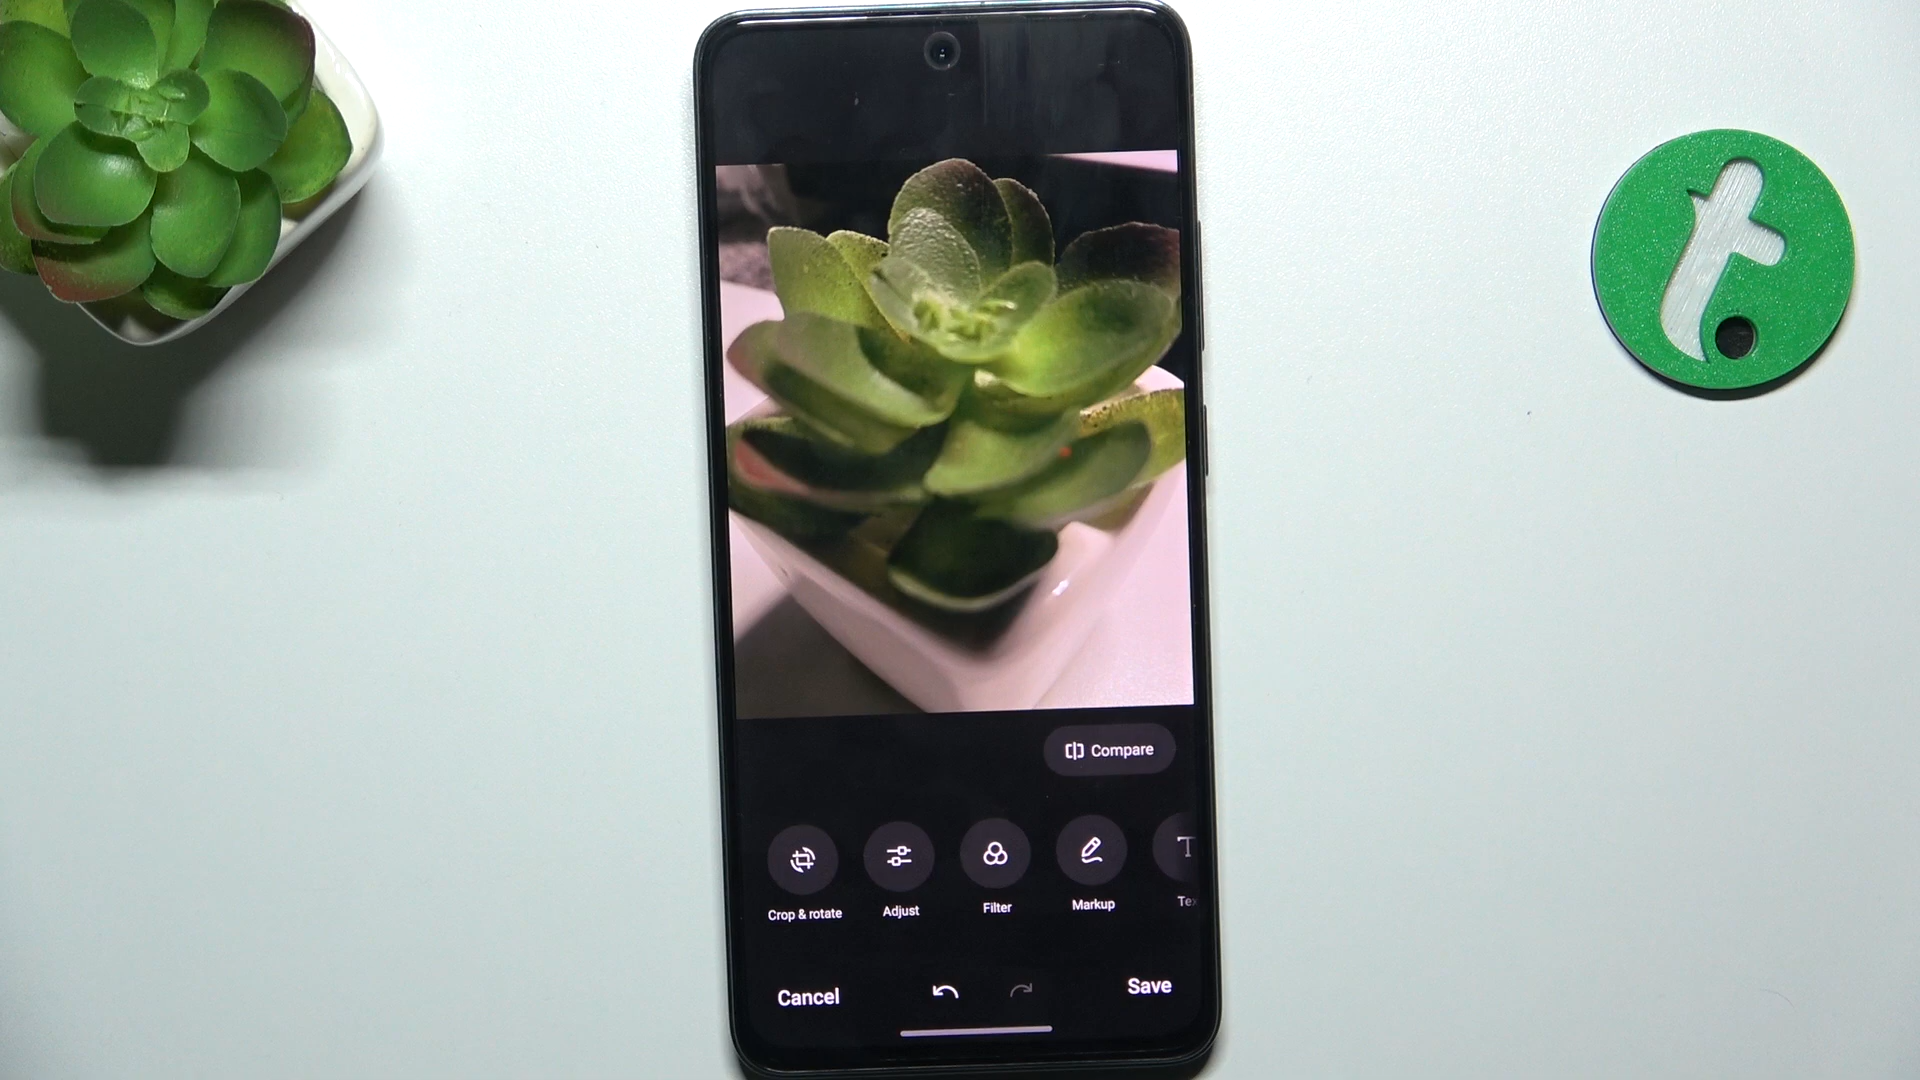 Compare
Crop & rotate
Adjust
Filter
Markup
Cancel
Save
t